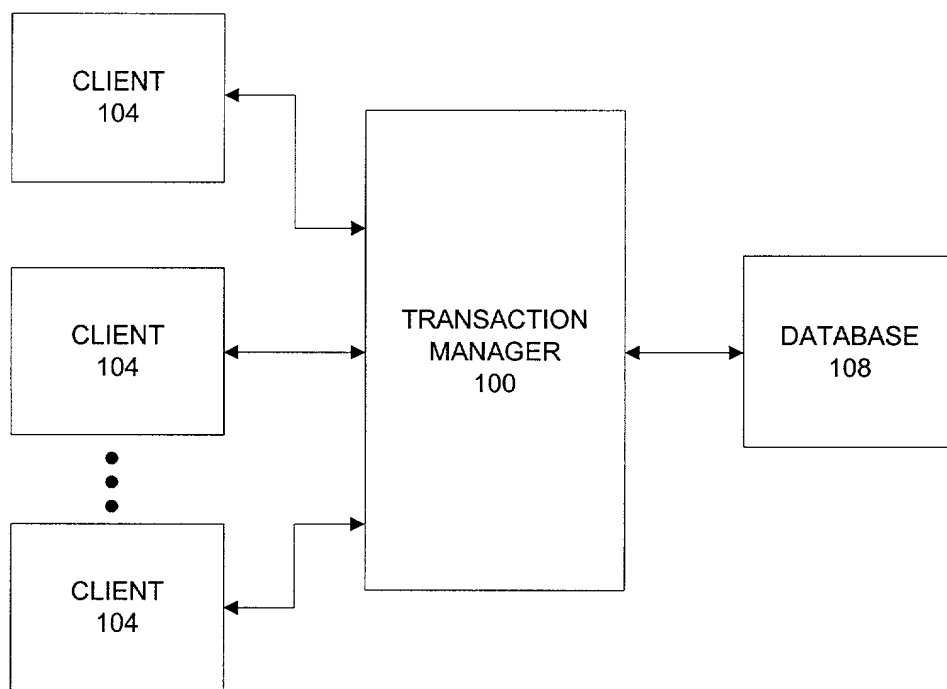 CLIENT
104
CLIENT
104
CLIENT
104
TRANSACTION
MANAGER
100
DATABASE
108